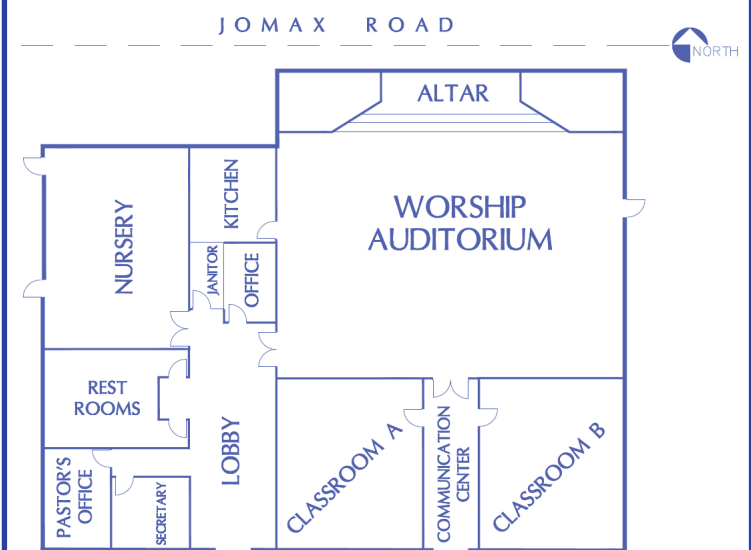 JOMAX ROAD
NORTH
ALTAR
WORSHIP
AUDITORIUM
KITCHEN
NURSERY
JANITOR
OFFICE
REST
ROOMS
LOBBY
CLASSROOM A
COMMUNICATION
CENTER
CLASSROOM B
PASTOR'S
OFFICE
SECRETARY